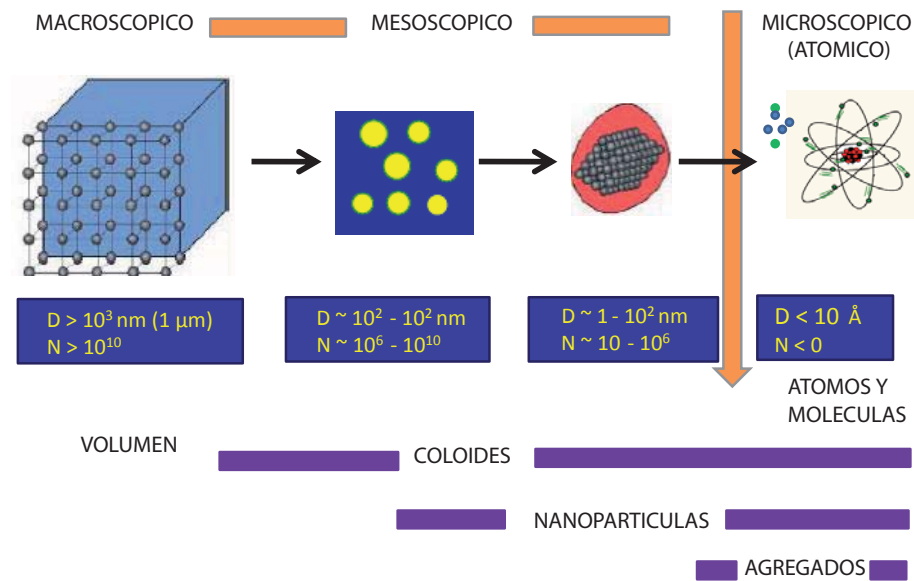 MACROSCOPICO
MESOSCOPICO
MICROSCOPICO
(ATOMICO)
D > 10³ nm (1 µm)
N > 10¹⁰
D ~ 10² - 10² nm
N ~ 10⁶ - 10¹⁰
D ~ 1 - 10² nm
N ~ 10 - 10⁶
D < 10 Å
N < 0
ATOMOS Y
MOLECULAS
VOLUMEN
COLOIDES
NANOPARTICULAS
AGREGADOS